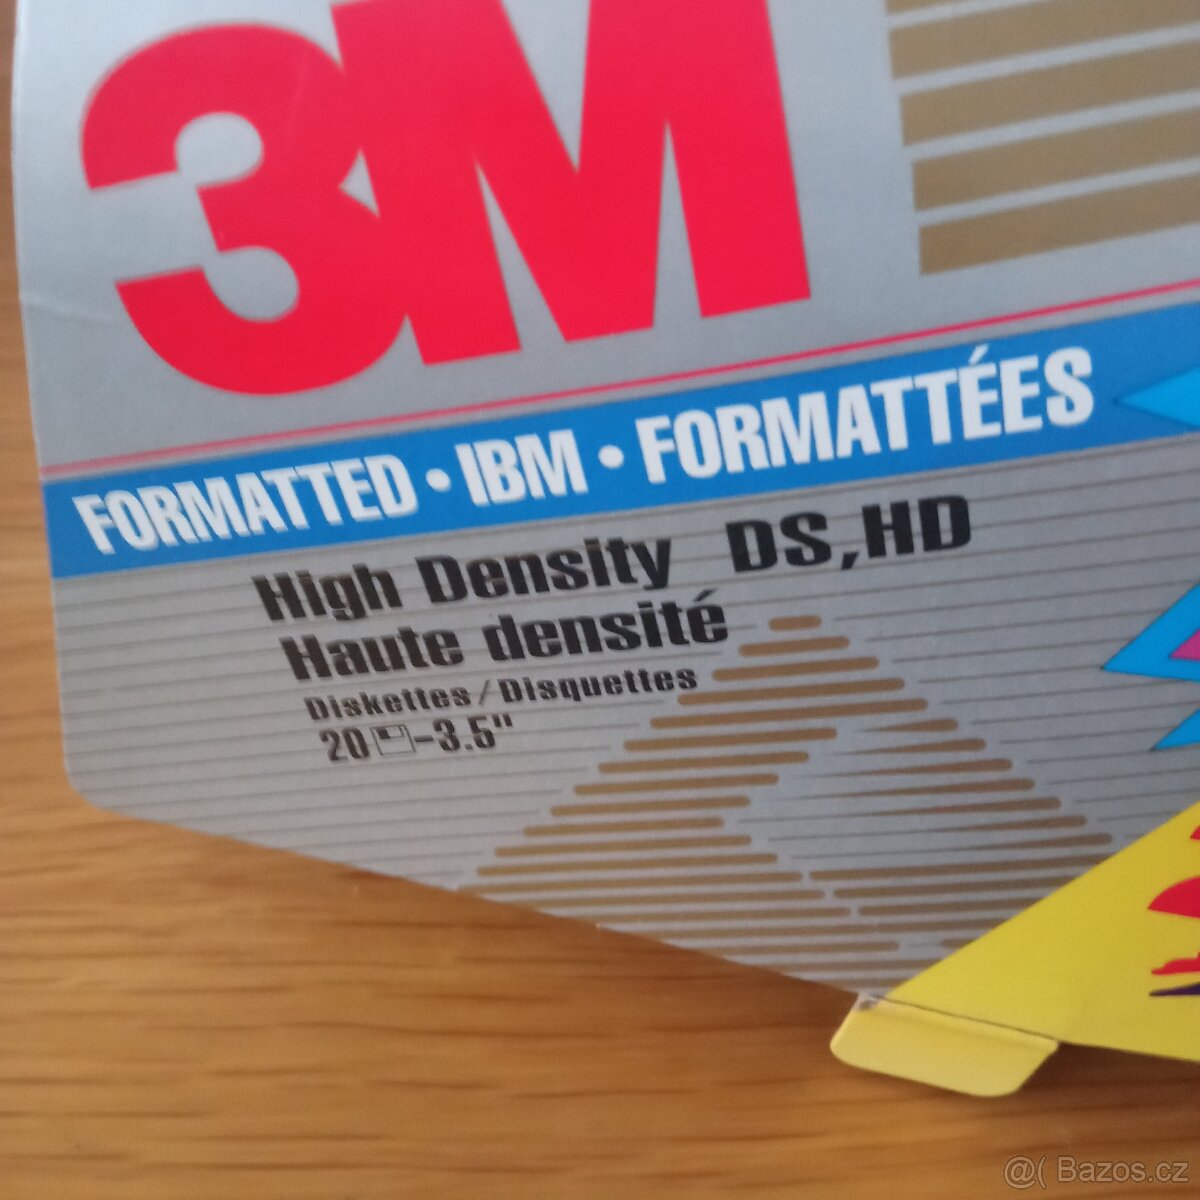 3M
FORMATTED • IBM • FORMATTÉES
High Density DS,HD
Haute densité
Diskettes/Disquettes
20 -3.5"
@( Bazos.cz